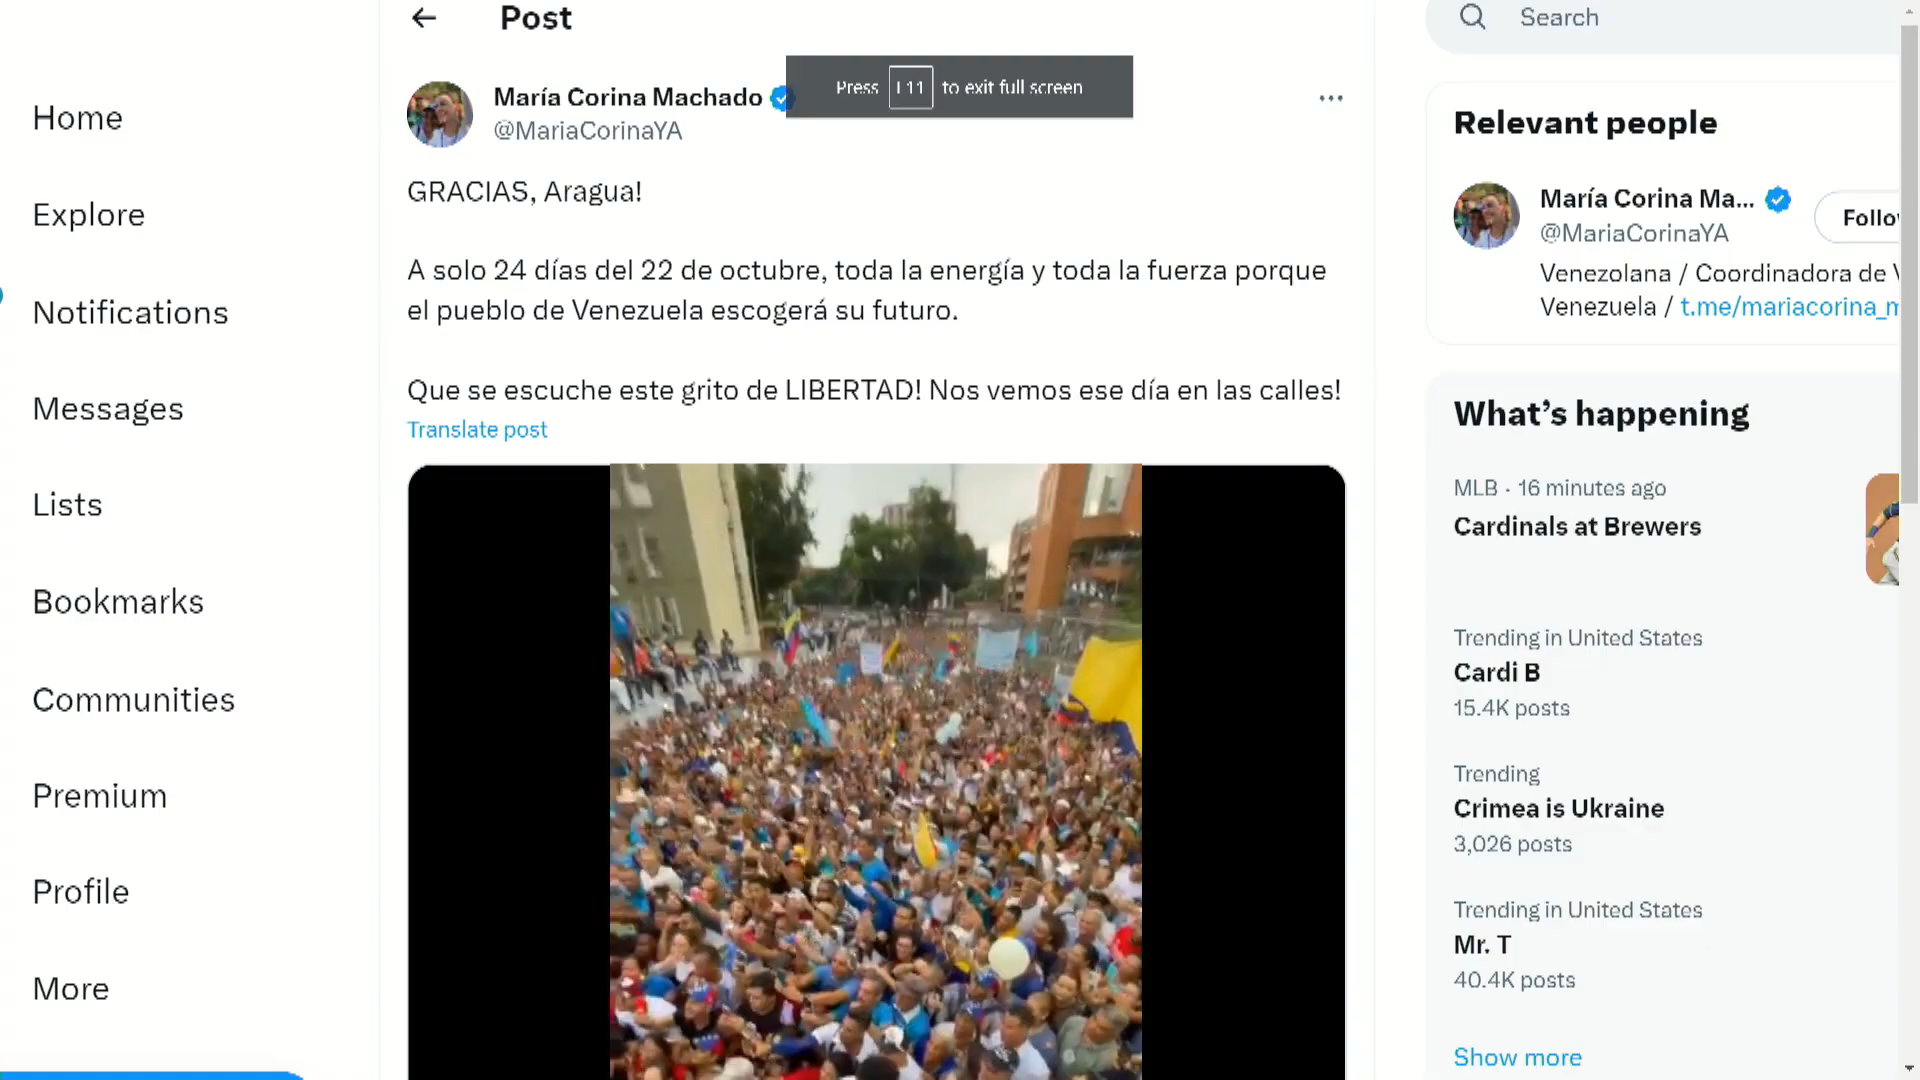 Post
Search
Press F11 to exit full screen
María Corina Machado
@MariaCorinaYA
GRACIAS, Aragua!
A solo 24 días del 22 de octubre, toda la energía y toda la fuerza porque
el pueblo de Venezuela escogerá su futuro.
Que se escuche este grito de LIBERTAD! Nos vemos ese día en las calles!
Translate post
Home
Explore
Notifications
Messages
Lists
Bookmarks
Communities
Premium
Profile
More
Relevant people
María Corina Ma...
@MariaCorinaYA
Follo
Venezolana / Coordinadora de V
Venezuela / t.me/mariacorina_m
What's happening
MLB · 16 minutes ago
Cardinals at Brewers
Trending in United States
Cardi B
15.4K posts
Trending
Crimea is Ukraine
3,026 posts
Trending in United States
Mr. T
40.4K posts
Show more